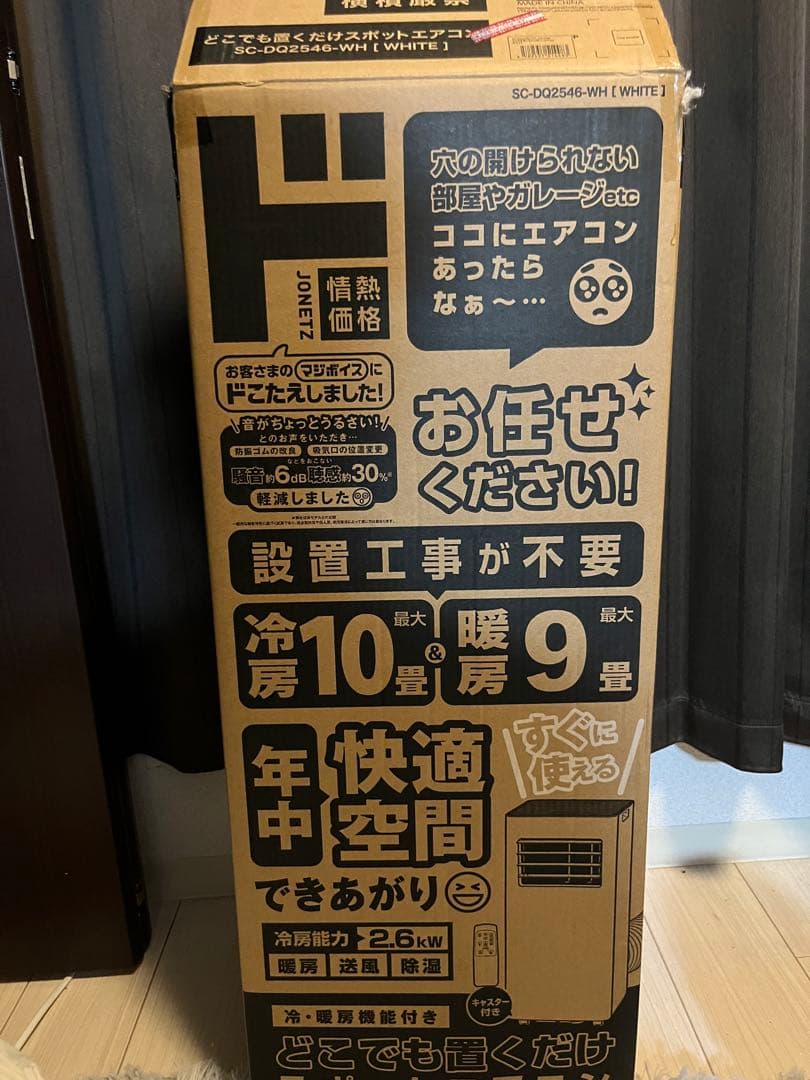 横積厳禁
MADE IN CHINA
どこでも置くだけスポットエアコン
SC-DQ2546-WH [ WHITE ]
SC-DQ2546-WH [ WHITE ]
ド
JONETZ
情熱
価格
穴の開けられない
部屋やガレージetc
ココにエアコン
あったら
なぁ〜…
お客さまのマジボイスに
ドこたえしました!
音がちょっとうるさい!
とのお声をいただき…
防振ゴムの改良 吸気口の位置変更
などをおこない
騒音約6dB聴感約30%※
軽減しました
お任せ
ください!
設置工事が不要
冷房最大10畳
&
暖房最大9畳
年中
快適
空間
できあがり
すぐに
使える
冷房能力 2.6kW
暖房 送風 除湿
キャスター
付き
冷・暖房機能付き
どこでも置くだけ